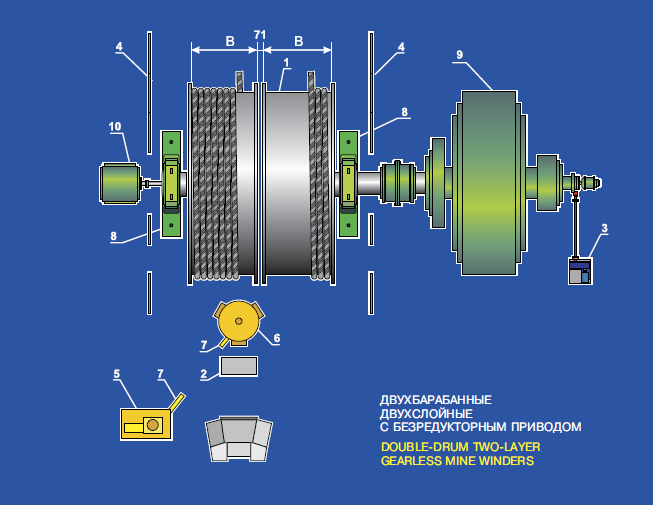 71
B B
4 1 4 9
8
10
8
3
6
7
2
5 7
ДВУХБАРАБАННЫЕ
ДВУХСЛОЙНЫЕ
С БЕЗРЕДУКТОРНЫМ ПРИВОДОМ
DOUBLE-DRUM TWO-LAYER
GEARLESS MINE WINDERS